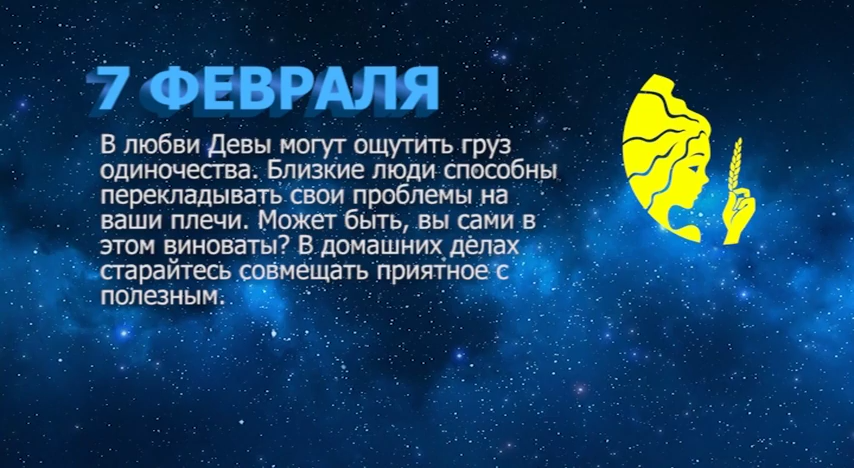 7 ФЕВРАЛЯ
В любви Девы могут ощутить груз
одиночества. Близкие люди способны
перекладывать свои проблемы на
ваши плечи. Может быть, вы сами в
этом виноваты? В домашних делах
старайтесь совмещать приятное с
полезным.